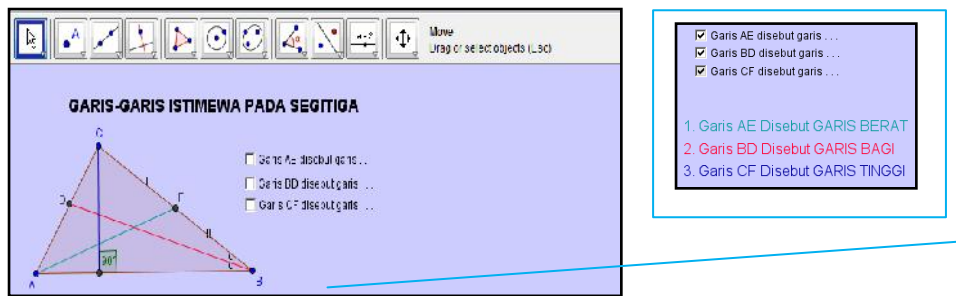 Move
Drag or select objects (Esc)
GARIS-GARIS ISTIMEWA PADA SEGITIGA
C
D
E
A
B
90°
Garis AE disebut garis . . .
Garis BD disebut garis . . .
Garis CF disebut garis . . .
Garis AE disebut garis . . .
Garis BD disebut garis . . .
Garis CF disebut garis . . .
1. Garis AE Disebut GARIS BERAT
2. Garis BD Disebut GARIS BAGI
3. Garis CF Disebut GARIS TINGGI